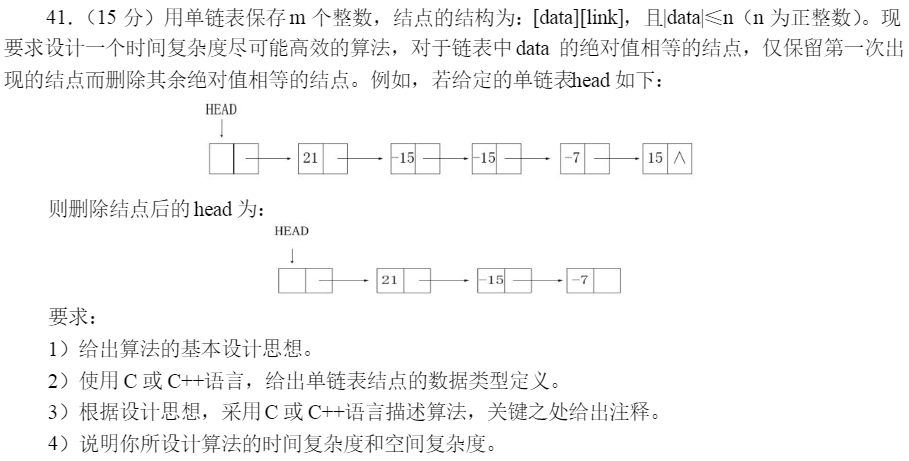 41.（15 分）用单链表保存 m 个整数，结点的结构为：[data][link]，且|data|≤n（n 为正整数）。现
要求设计一个时间复杂度尽可能高效的算法，对于链表中 data 的绝对值相等的结点，仅保留第一次出
现的结点而删除其余绝对值相等的结点。例如，若给定的单链表head 如下：
HEAD
21 -15 -15 -7 15 ∧
则删除结点后的 head 为：
HEAD
21 -15 -7
要求：
1）给出算法的基本设计思想。
2）使用 C 或 C++语言，给出单链表结点的数据类型定义。
3）根据设计思想，采用 C 或 C++语言描述算法，关键之处给出注释。
4）说明你所设计算法的时间复杂度和空间复杂度。